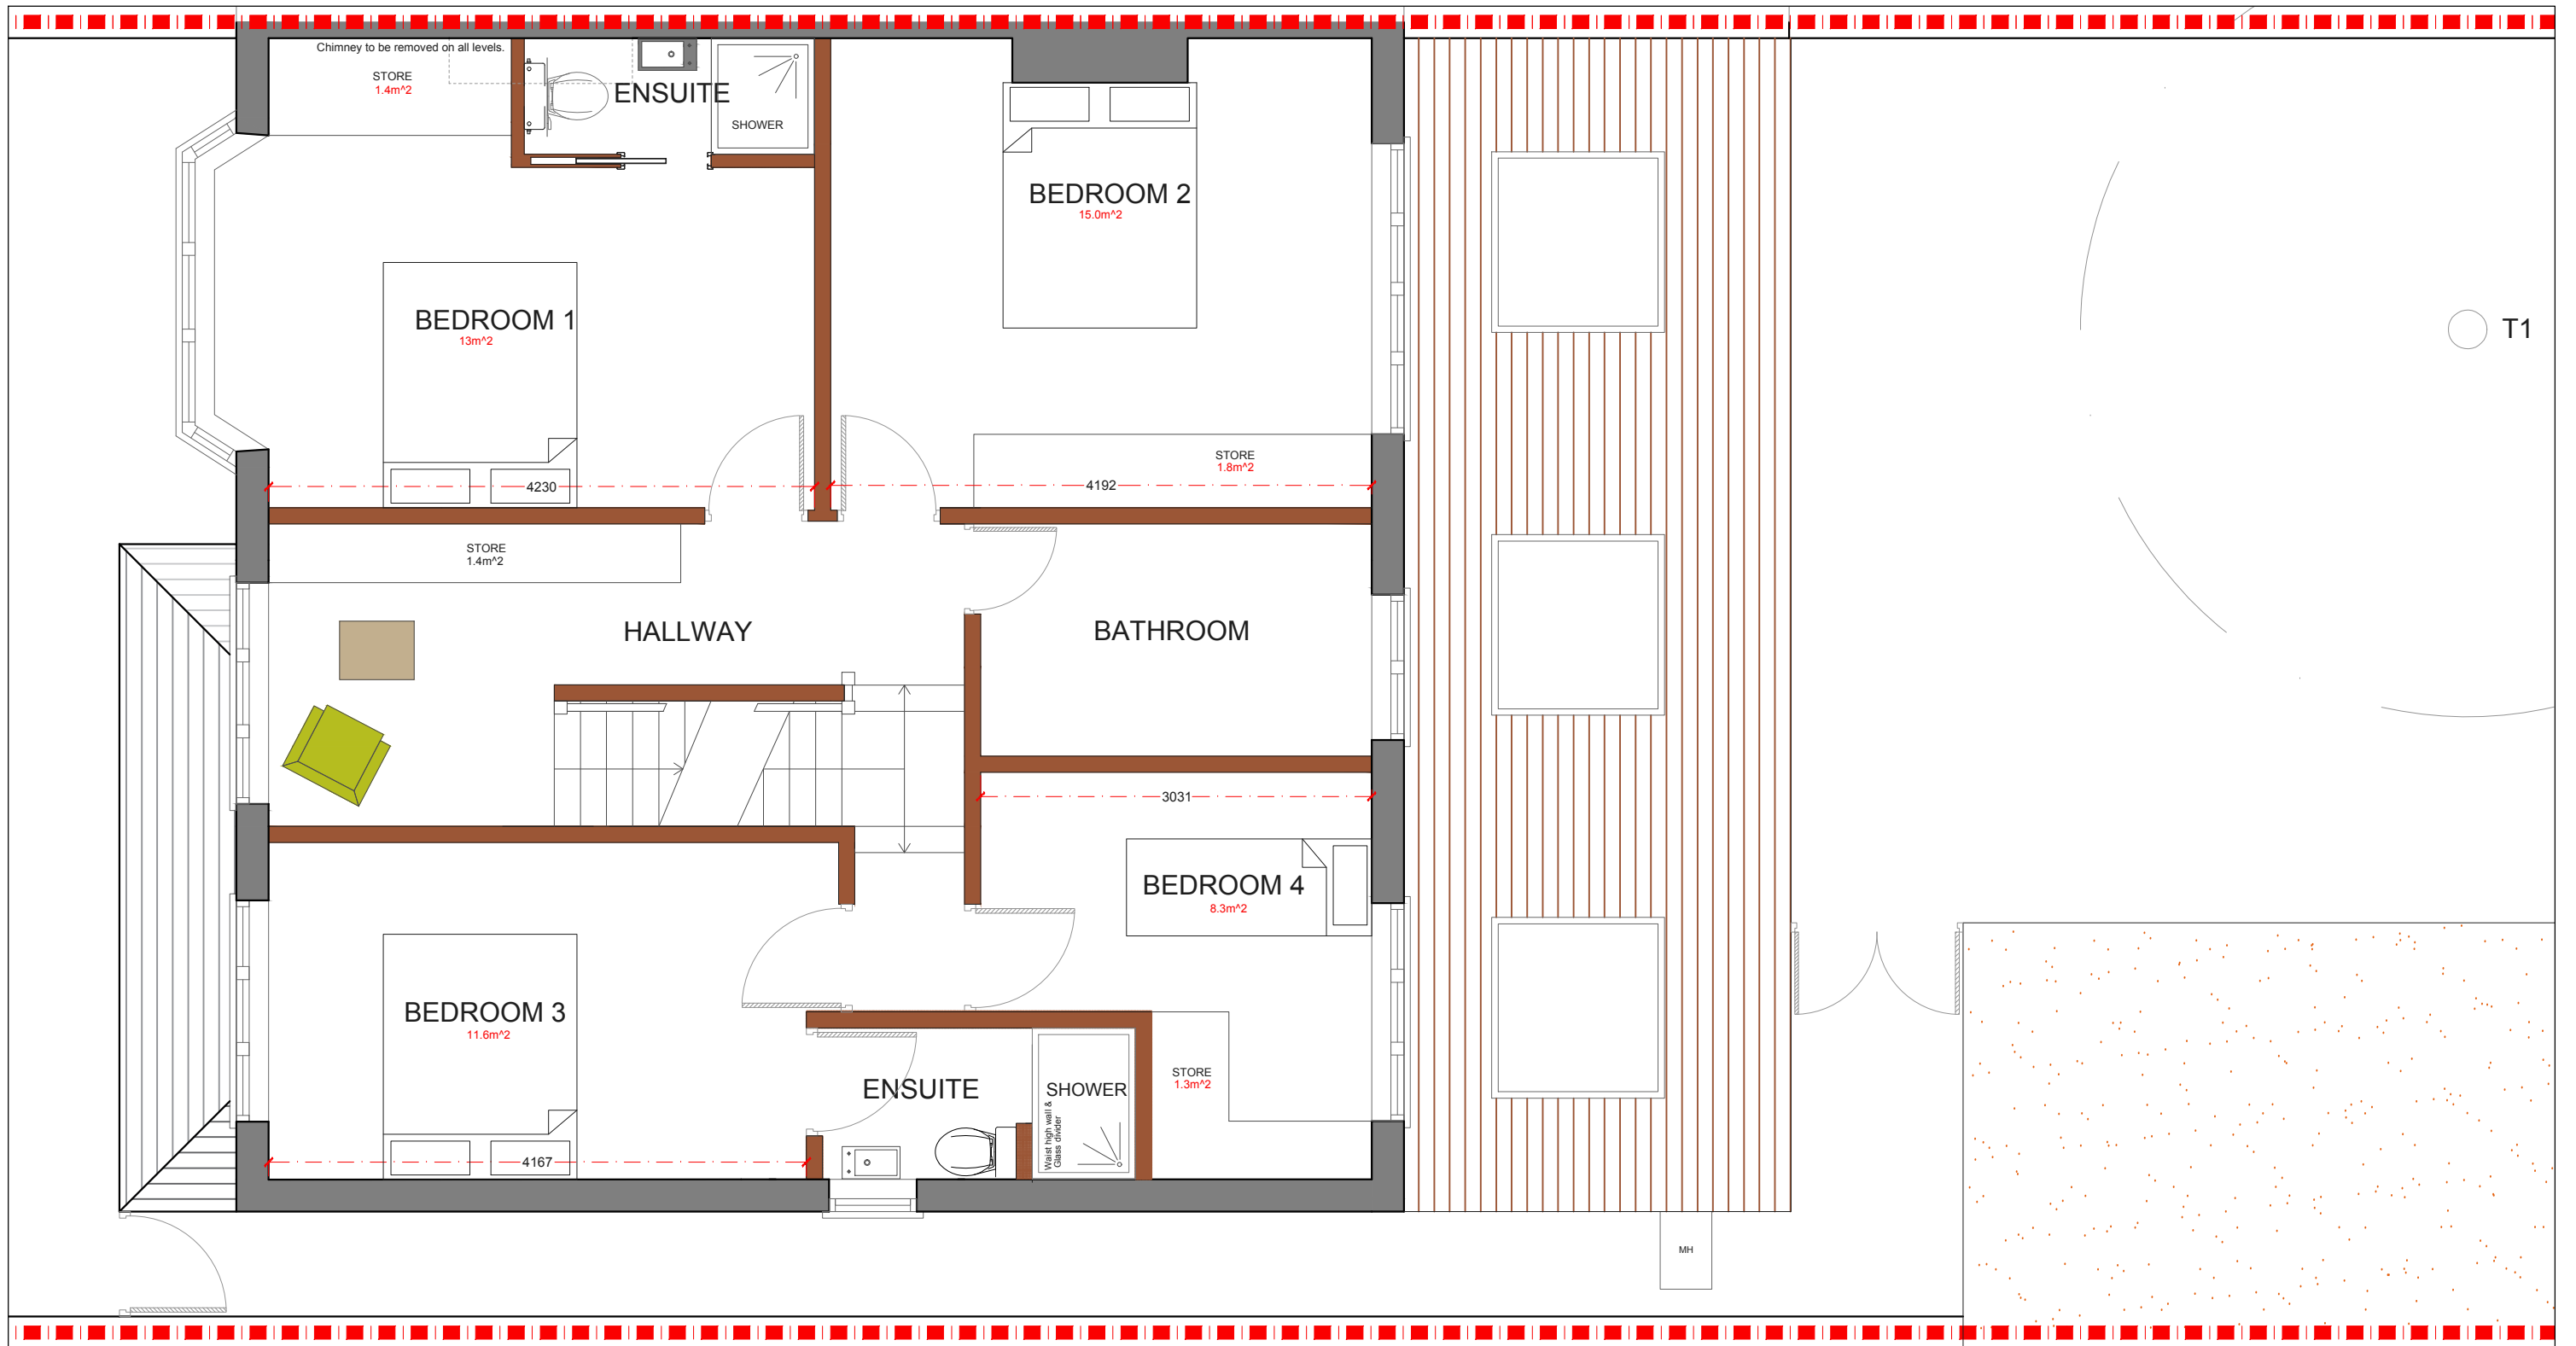 Chimney to be removed on all levels.
STORE
1.4m^2
ENSUITE
SHOWER
BEDROOM 2
15.0m^2
BEDROOM 1
13m^2
T1
STORE
1.8m^2
4230
4192
STORE
1.4m^2
HALLWAY
BATHROOM
3031
BEDROOM 4
8.3m^2
BEDROOM 3
11.6m^2
ENSUITE
SHOWER
Waist high wall &
Glass divider
STORE
1.3m^2
4167
MH